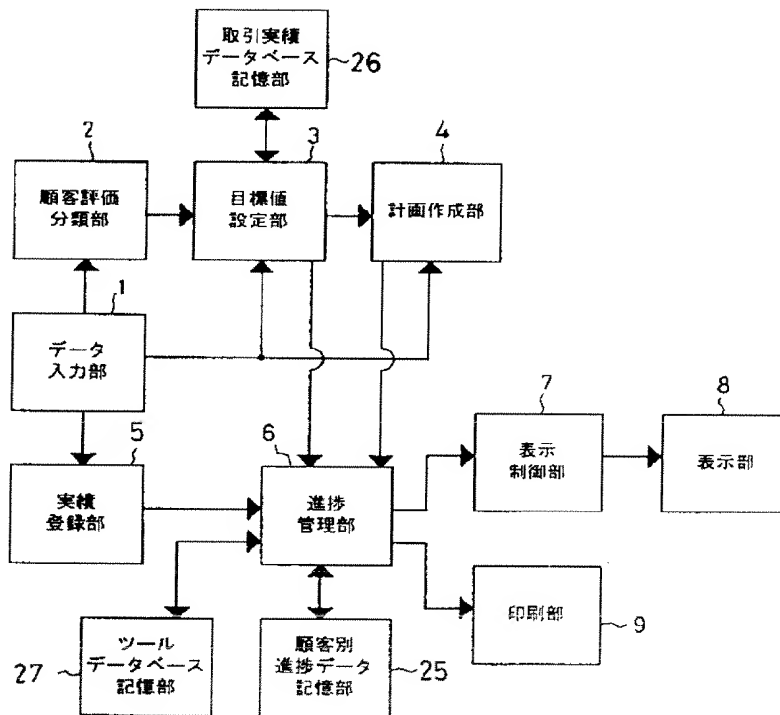 取引実績
データベース
記憶部
26
2
3
4
顧客評価
分類部
目標値
設定部
計画作成部
1
データ
入力部
7
8
5
6
表示
制御部
表示部
実績
登録部
進捗
管理部
印刷部
9
ツール
データベース
記憶部
27
顧客別
進捗データ
記憶部
25